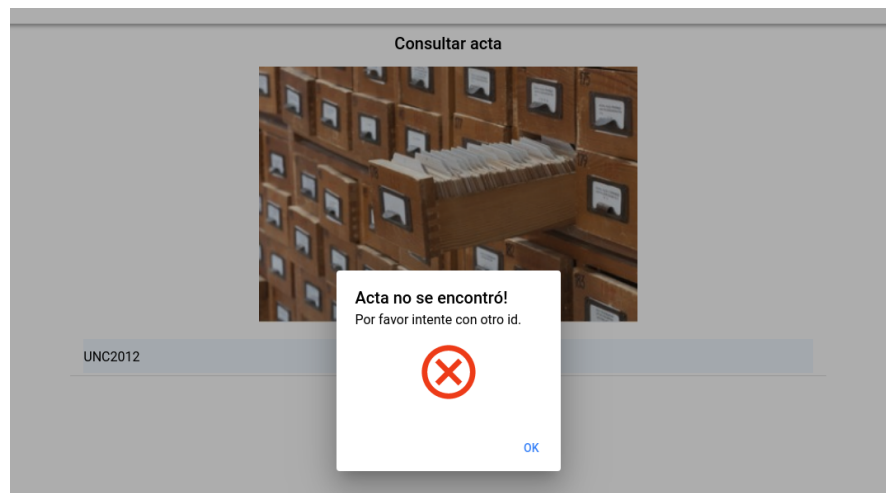 Consultar acta
Acta no se encontró!
Por favor intente con otro id.
UNC2012
OK